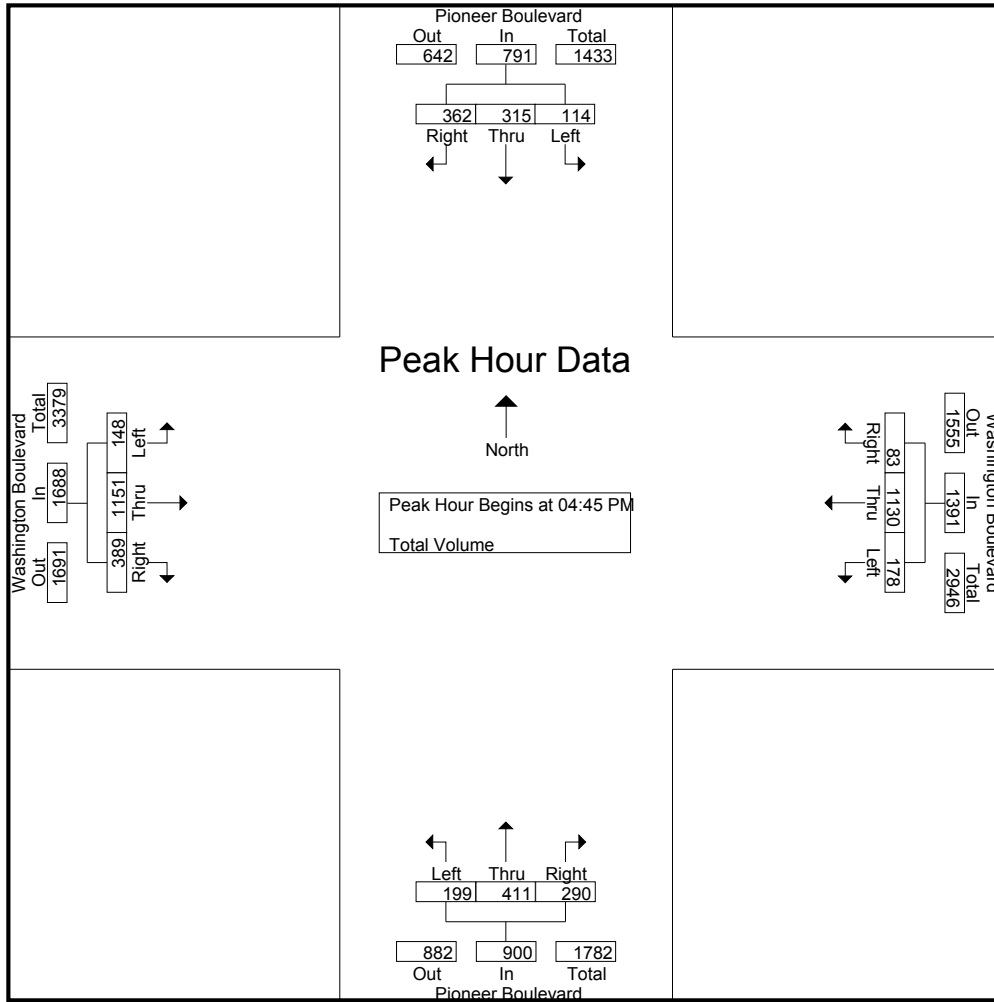 Pioneer Boulevard
Out In Total
642 791 1433
362 315 114
Right Thru Left
Peak Hour Data
North
Peak Hour Begins at 04:45 PM
Total Volume
Washington Boulevard
Out In Total
1691 1688 3379
389 1151 148
Right Thru Left
Washington Boulevard
Out In Total
1555 1391 2946
83 1130 178
Right Thru Left
Left Thru Right
199 411 290
882 900 1782
Out In Total
Pioneer Boulevard